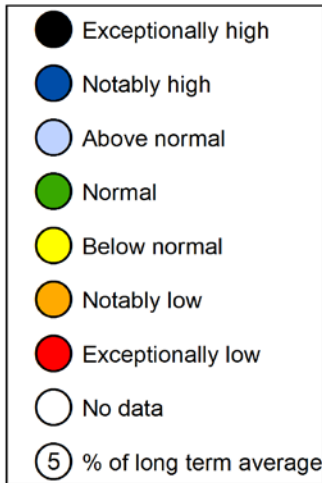 Exceptionally high
Notably high
Above normal
Normal
Below normal
Notably low
Exceptionally low
No data
5 % of long term average